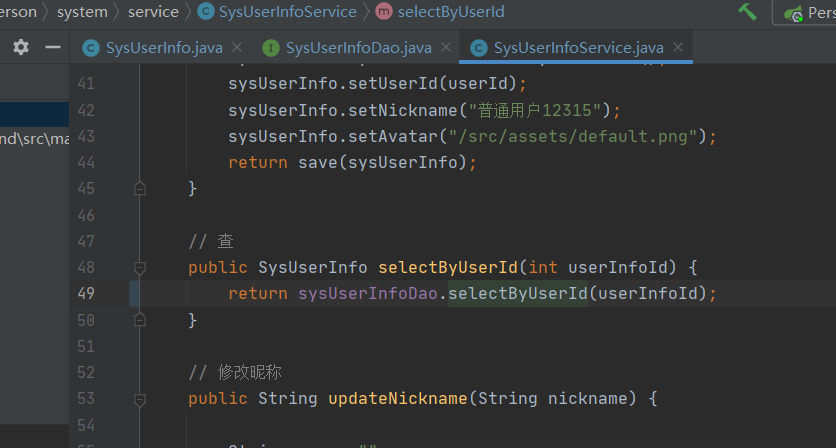 erson system service SysUserInfoService selectByUserId
Pers
SysUserInfo.java SysUserInfoDao.java SysUserInfoService.java
nd\src\ma
41 sysUserInfo.setUserId(userId);
42 sysUserInfo.setNickname("普通用户12315");
43 sysUserInfo.setAvatar("/src/assets/default.png");
44 return save(sysUserInfo);
45 }
46
47 // 查
48 public SysUserInfo selectByUserId(int userInfoId) {
49 return sysUserInfoDao.selectByUserId(userInfoId);
50 }
51
52 // 修改昵称
53 public String updateNickname(String nickname) {
54